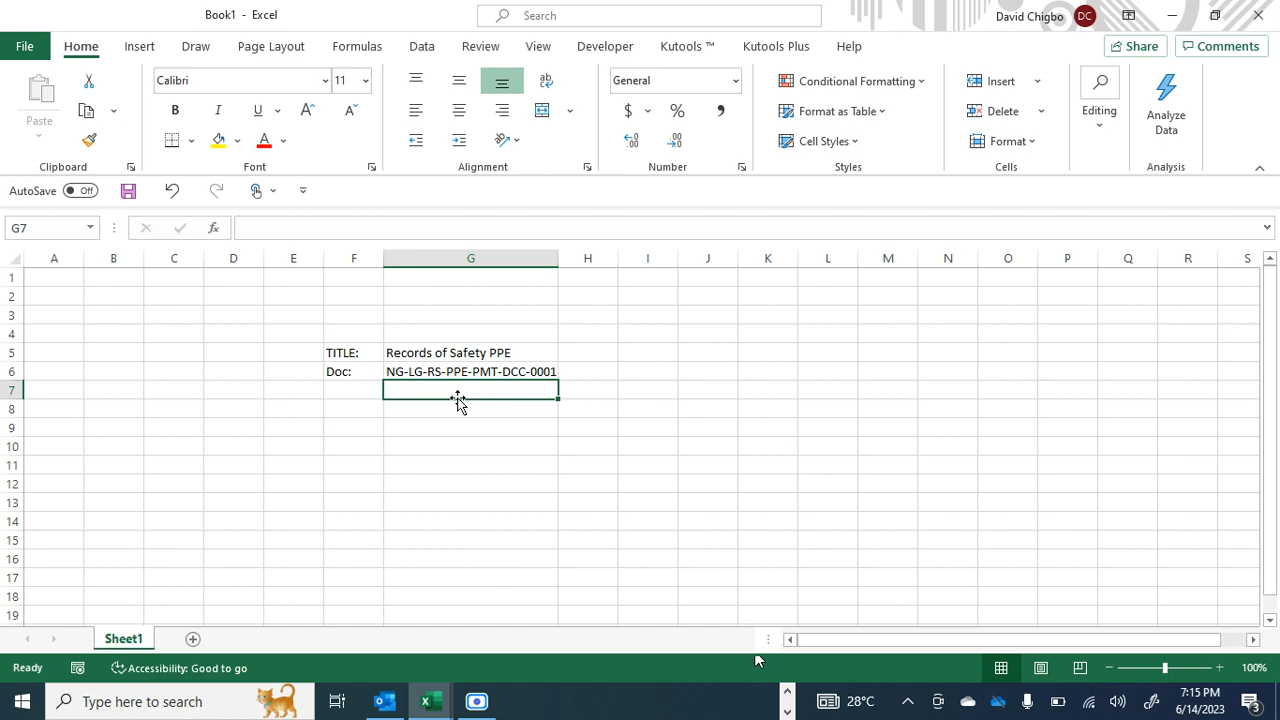 Book1 - Excel
Search
David Chigbo DC
File Home Insert Draw Page Layout Formulas Data Review View Developer Kutools ™ Kutools Plus Help Share Comments
Calibri 11 General Conditional Formatting Insert
Paste B I U A A $ % Format as Table Delete Editing Analyze Data
A Cell Styles Format
Clipboard Font Alignment Number Styles Cells Analysis
AutoSave Off
G7 fx
A B C D E F G H I J K L M N O P Q R S
1
2
3
4
5 TITLE: Records of Safety PPE
6 Doc: NG-LG-RS-PPE-PMT-DCC-0001
7
8
9
10
11
12
13
14
15
16
17
18
19
Sheet1
Ready Accessibility: Good to go 100%
Type here to search 28°C 7:15 PM
6/14/2023 3